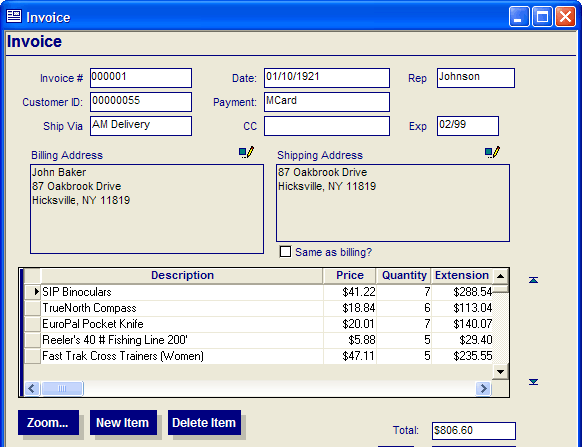 Invoice
Invoice
Invoice # 000001 Date: 01/10/1921 Rep Johnson
Customer ID: 00000055 Payment: MCard
Ship Via AM Delivery CC Exp 02/99
Billing Address Shipping Address
John Baker 87 Oakbrook Drive
87 Oakbrook Drive Hicksville, NY 11819
Hicksville, NY 11819
Same as billing?
Description Price Quantity Extension
SIP Binoculars $41.22 7 $288.54
TrueNorth Compass $18.84 6 $113.04
EuroPal Pocket Knife $20.01 7 $140.07
Reeler's 40 # Fishing Line 200' $5.88 5 $29.40
Fast Trak Cross Trainers (Women) $47.11 5 $235.55
Zoom... New Item Delete Item
Total: $806.60